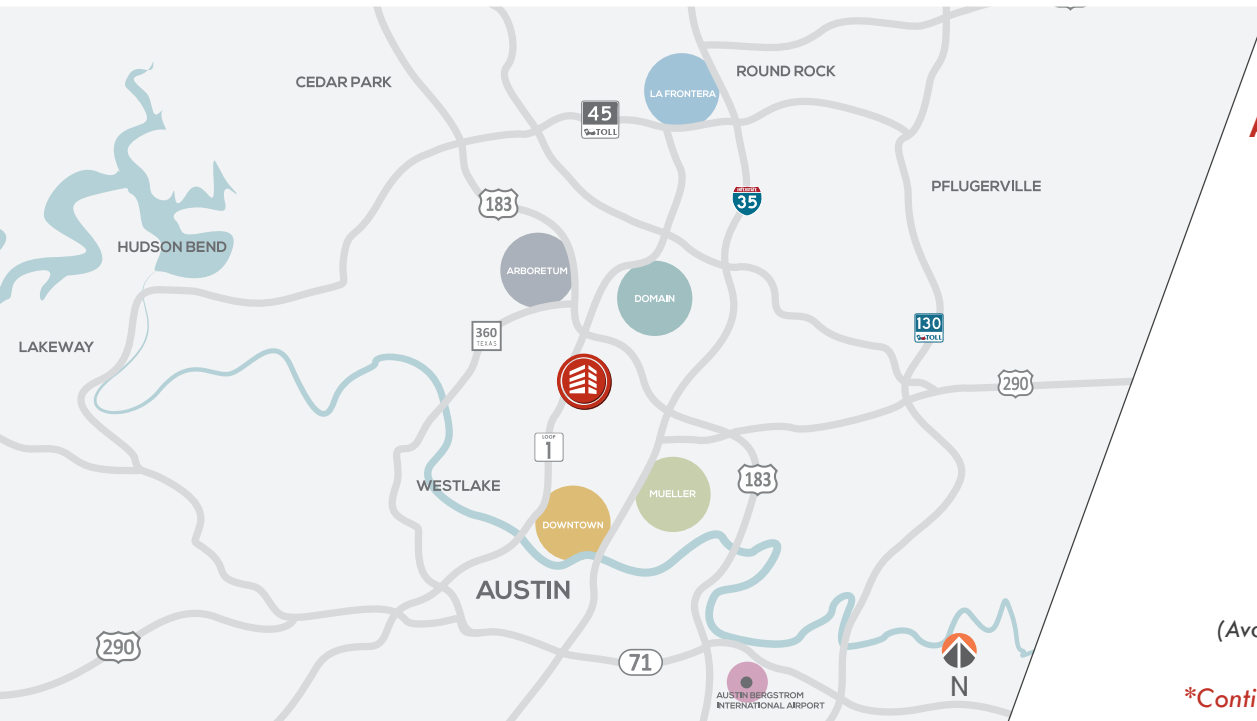 ROUND ROCK
CEDAR PARK
LA FRONTERA
45
TOLL
PFLUGERVILLE
183
INTERSTATE
35
HUDSON BEND
ARBORETUM
DOMAIN
130
TOLL
360
TEXAS
LAKEWAY
290
LOOP
1
WESTLAKE
183
MUELLER
DOWNTOWN
AUSTIN
(Ava
290
71
N
AUSTIN BERGSTROM
INTERNATIONAL AIRPORT
*Conti